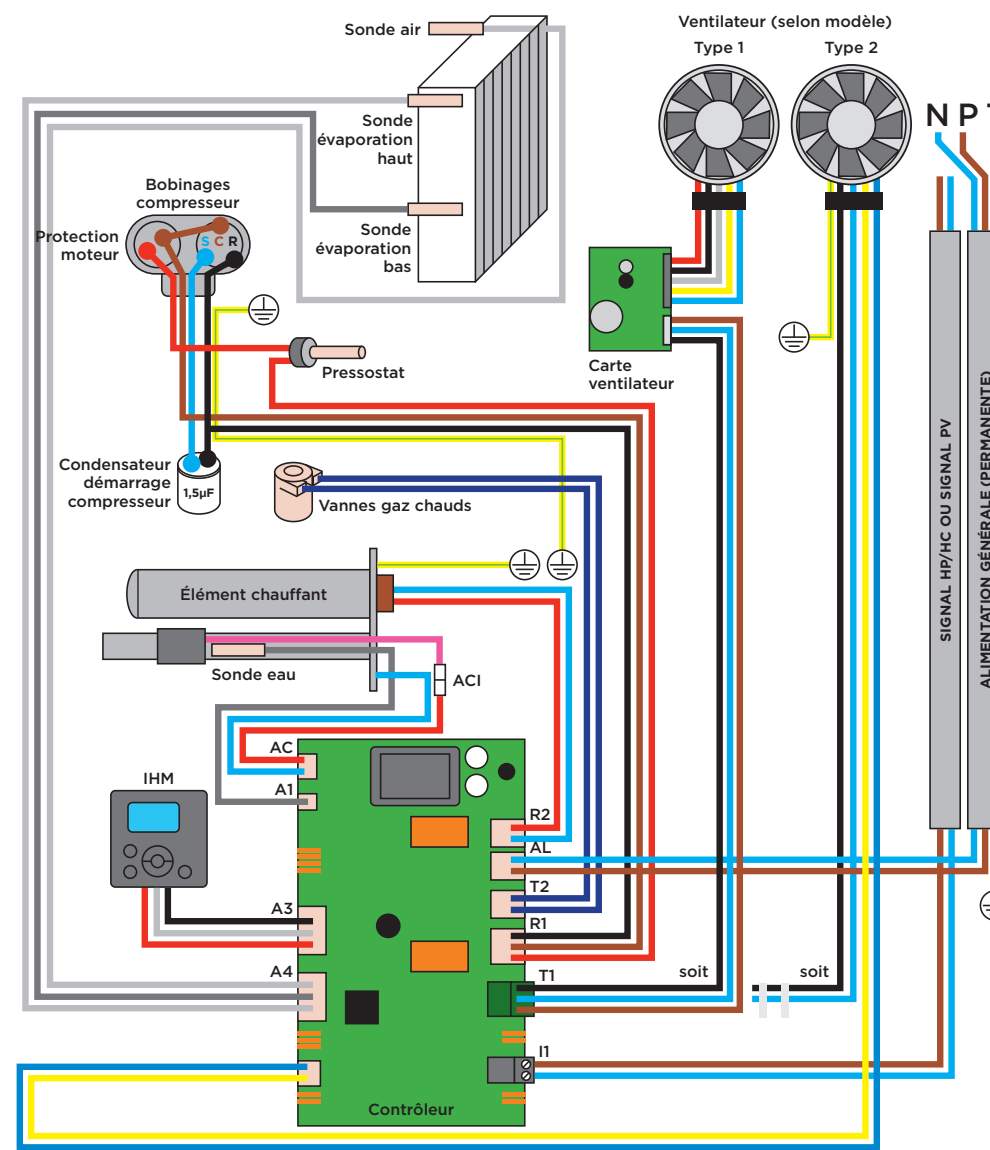 Ventilateur (selon modèle)
Type 1
Type 2
Sonde air
N P
Sonde
évaporation
haut
Bobinages
compresseur
Protection
moteur
S C R
Sonde
évaporation
bas
Pressostat
Carte
ventilateur
Condensateur
démarrage
compresseur
1,5µF
Vannes gaz chauds
SIGNAL HP/HC OU SIGNAL PV
ALIMENTATION GÉNÉRALE (PERMANENTE)
Élément chauffant
Sonde eau
ACI
AC
A1
IHM
R2
AL
T2
R1
A3
A4
T1
soit
soit
I1
Contrôleur